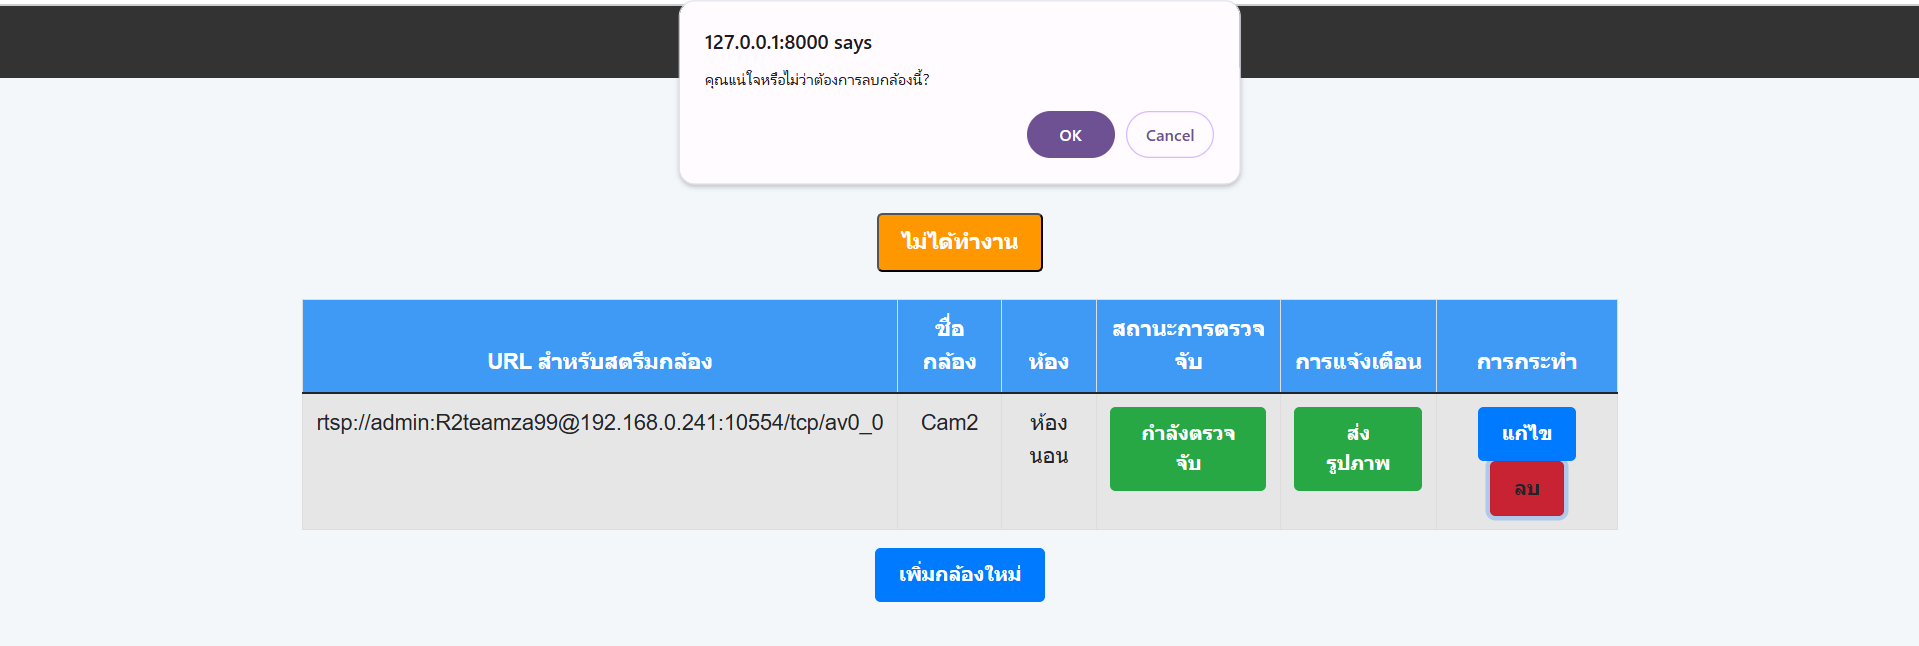 127.0.0.1:8000 says
คุณแน่ใจหรือไม่ว่าต้องการลบกล้องนี้?
OK
Cancel
ไม่ได้ทำงาน
URL สำหรับสตรีมกล้อง
ชื่อ
กล้อง
ห้อง
สถานะการตรวจ
จับ
การแจ้งเตือน
การกระทำ
rtsp://admin:R2teamza99@192.168.0.241:10554/tcp/av0_0
Cam2
ห้อง
นอน
กำลังตรวจ
จับ
ส่ง
รูปภาพ
แก้ไข
ลบ
เพิ่มกล้องใหม่